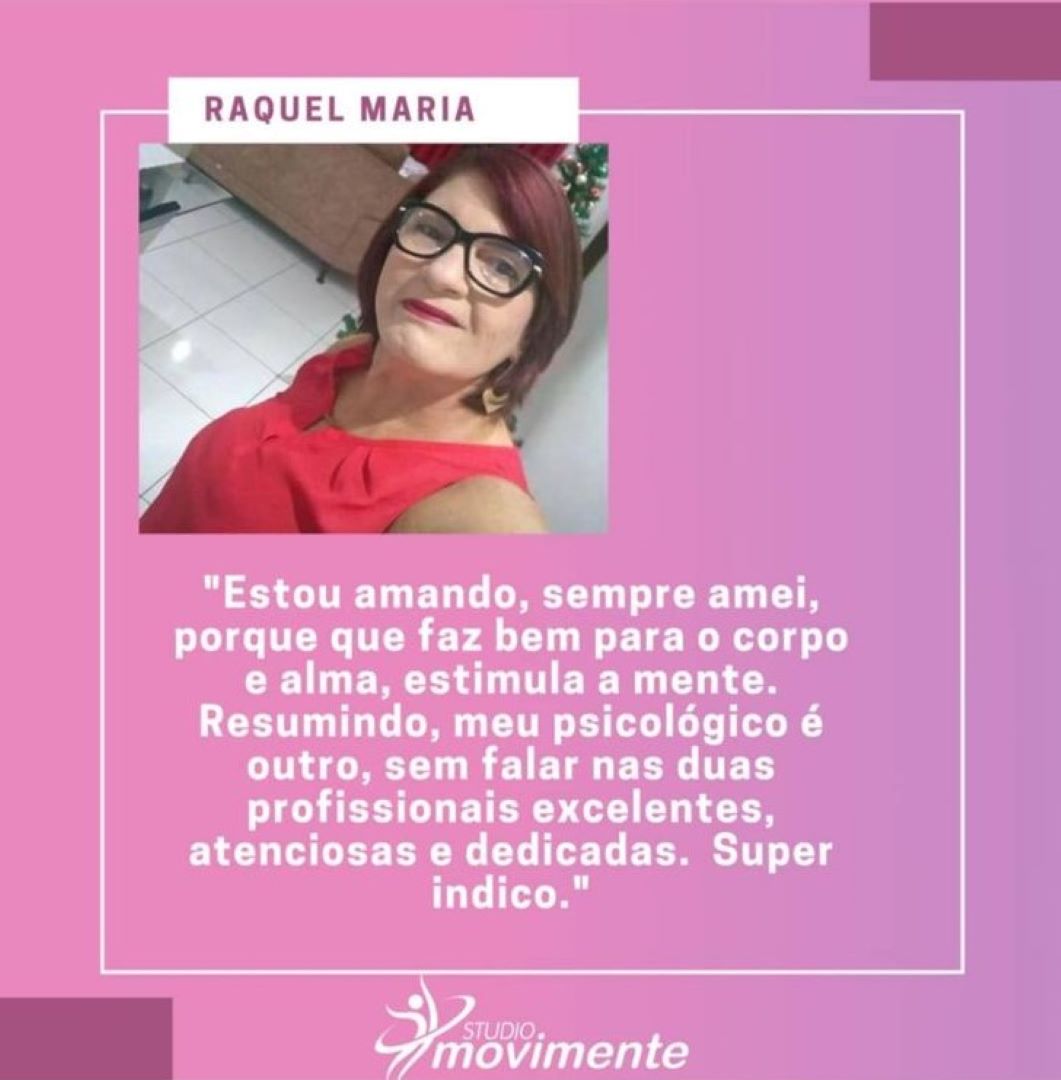 RAQUEL MARIA
"Estou amando, sempre amei,
porque que faz bem para o corpo
e alma, estimula a mente.
Resumindo, meu psicológico é
outro, sem falar nas duas
profissionais excelentes,
atenciosas e dedicadas.  Super
indico."
STUDIO
movimente